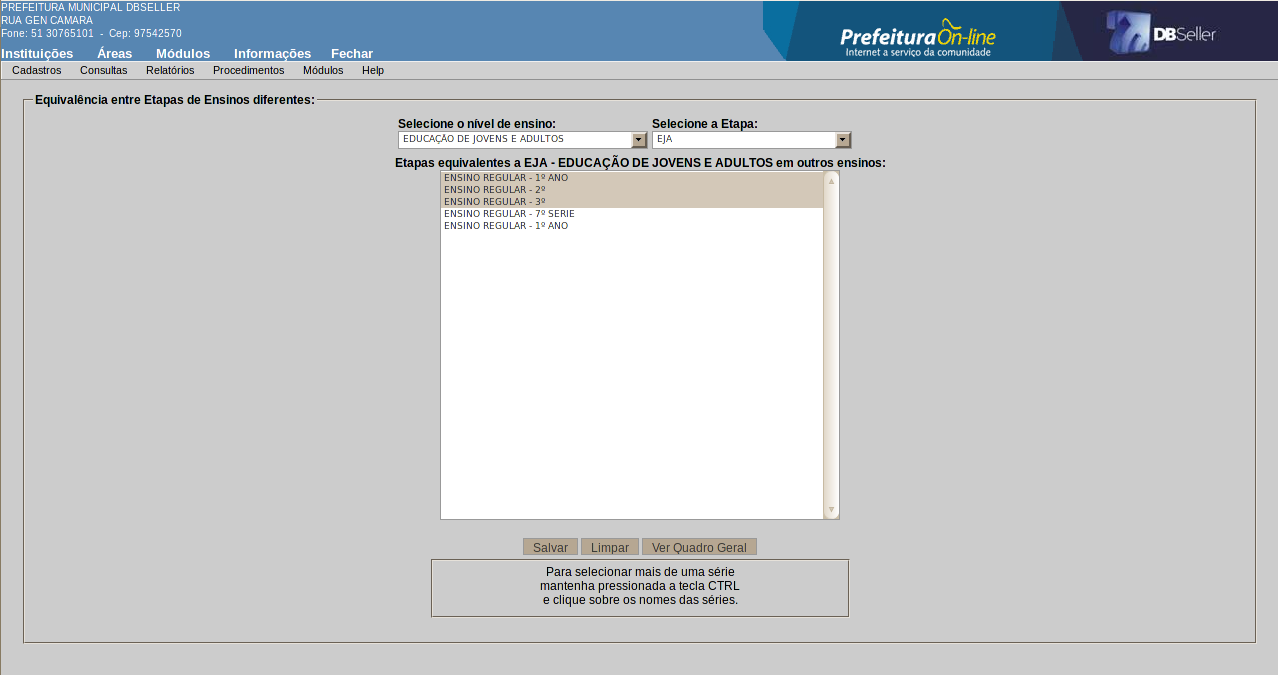 PREFEITURA MUNICIPAL DBSELLER
RUA GEN CAMARA
Fone: 51 30765101 - Cep: 97542570
Instituições Áreas Módulos Informações Fechar
PrefeituraOn-line
Internet a serviço da comunidade
DBSeller
Cadastros Consultas Relatórios Procedimentos Módulos Help
Equivalência entre Etapas de Ensinos diferentes:
Selecione o nível de ensino: Selecione a Etapa:
EDUCAÇÃO DE JOVENS E ADULTOS EJA
Etapas equivalentes a EJA - EDUCAÇÃO DE JOVENS E ADULTOS em outros ensinos:
ENSINO REGULAR - 1º ANO
ENSINO REGULAR - 2º
ENSINO REGULAR - 3º
ENSINO REGULAR - 7º SERIE
ENSINO REGULAR - 1º ANO
Salvar Limpar Ver Quadro Geral
Para selecionar mais de uma série
mantenha pressionada a tecla CTRL
e clique sobre os nomes das séries.